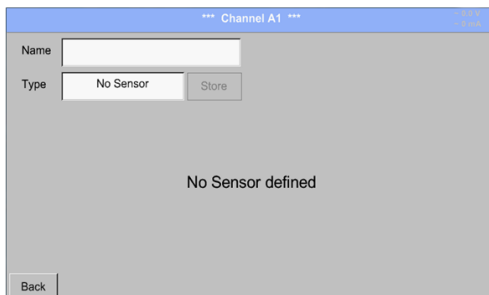 *** Channel A1 ***
Name
Type No Sensor Store
No Sensor defined
Back